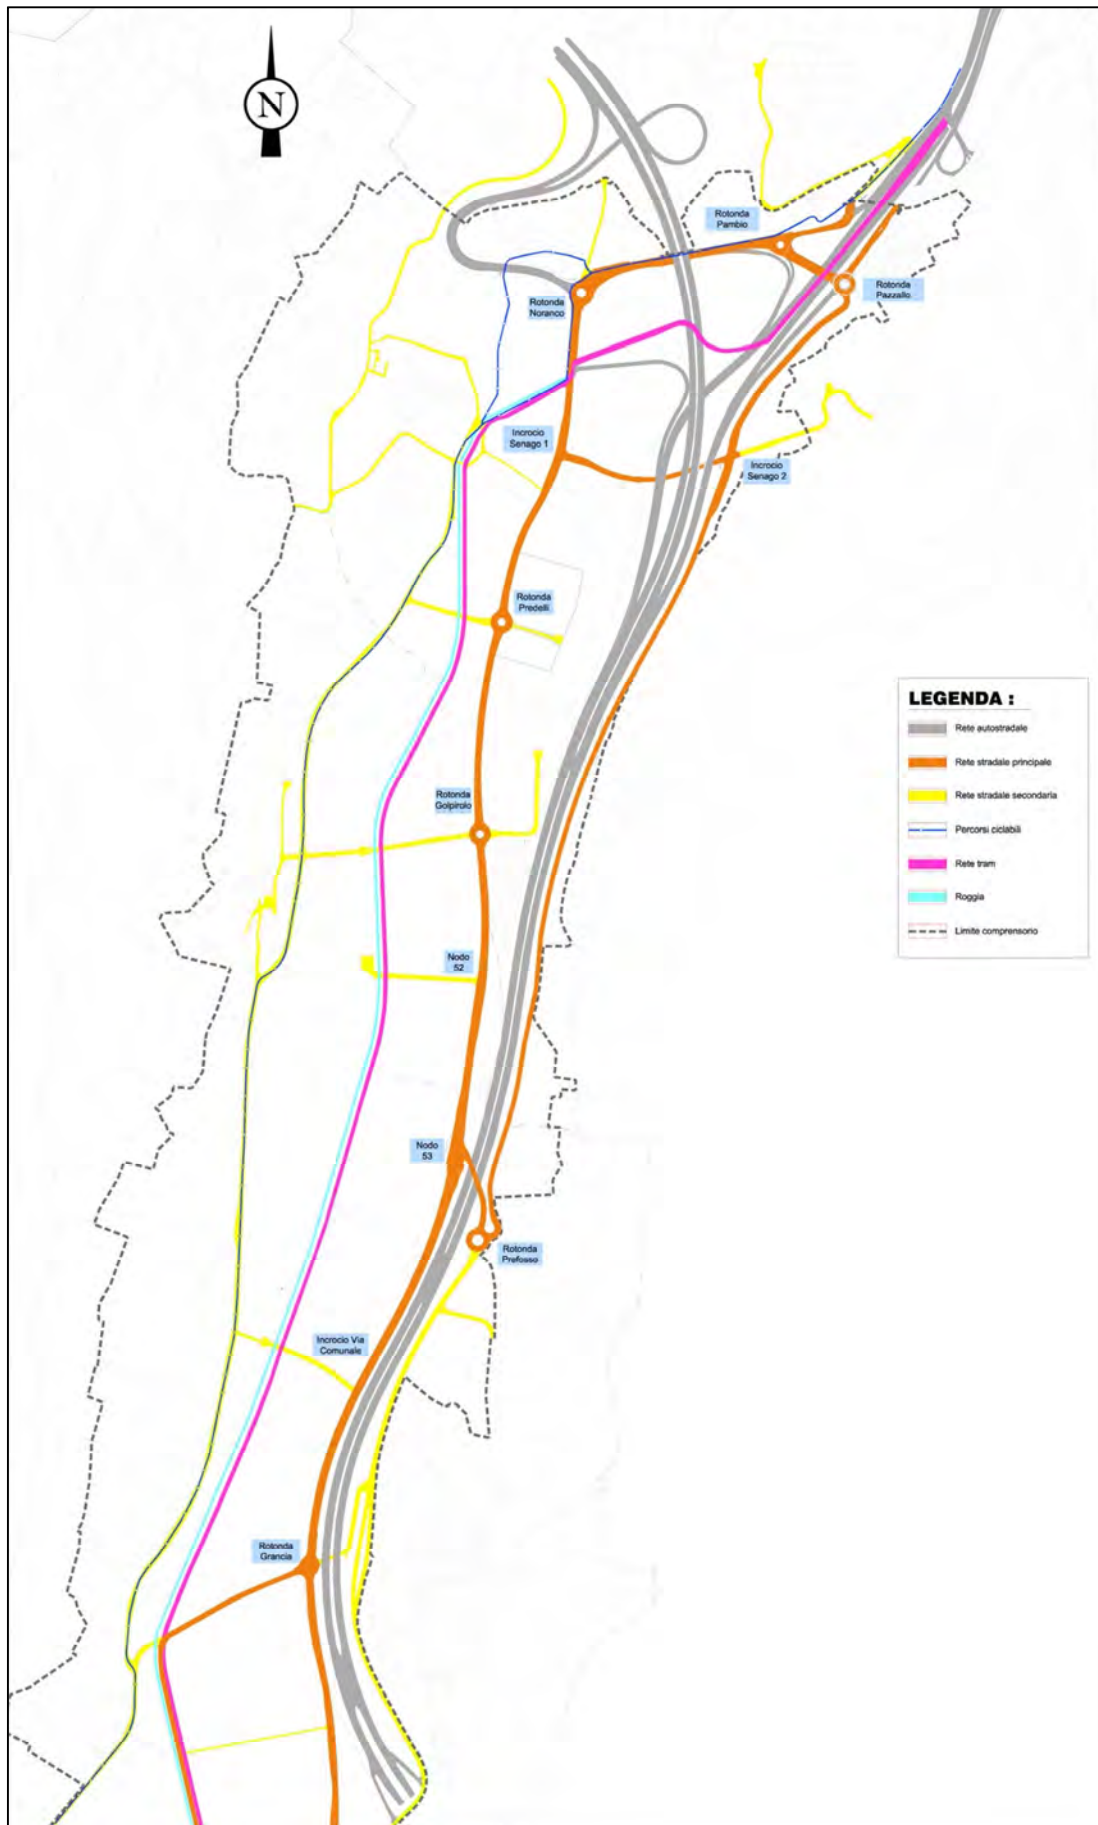 N
Rotonda
Pambio
Rotonda
Pazzallo
Rotonda
Noranco
Incrocio
Senago 1
Incrocio
Senago 2
Rotonda
Predelli
LEGENDA :
Rete autostradale
Rete stradale principale
Rete stradale secondaria
Percorsi ciclabili
Rete tram
Roggia
Limite comprensorio
Rotonda
Golpirolo
Nodo
52
Nodo
53
Rotonda
Prefosso
Incrocio Via
Comunale
Rotonda
Grancia